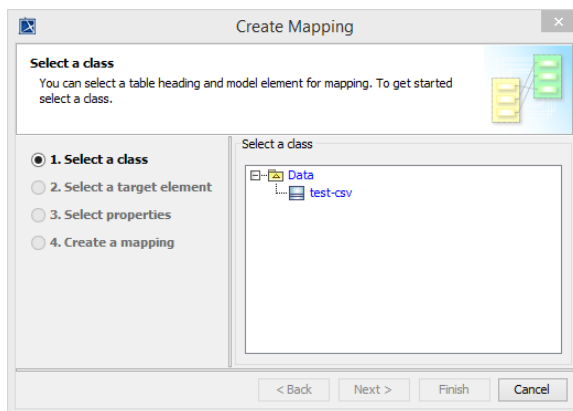 Create Mapping
Select a class
You can select a table heading and model element for mapping. To get started
select a class.
1. Select a class
2. Select a target element
3. Select properties
4. Create a mapping
Select a class
Data
test-csv
< Back
Next >
Finish
Cancel